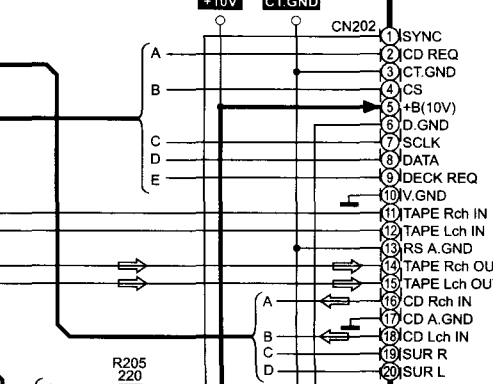 +10V CT.GND
CN202
1 SYNC
A 2 CD REQ
3 CT.GND
B 4 CS
5 +B(10V)
6 D.GND
C 7 SCLK
D 8 DATA
E 9 DECK REQ
10 V.GND
11 TAPE Rch IN
12 TAPE Lch IN
13 RS A.GND
14 TAPE Rch OU
15 TAPE Lch OU
A 16 CD Rch IN
17 CD A.GND
B 18 CD Lch IN
C 19 SUR R
D 20 SUR L
R205
220